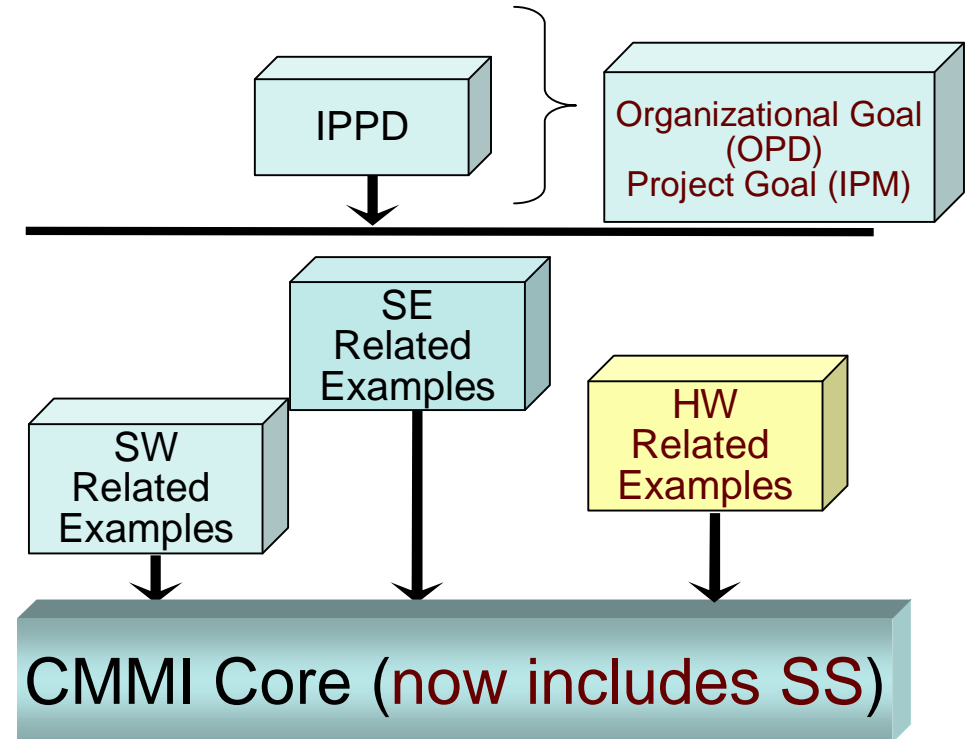 IPPD
Organizational Goal
(OPD)
Project Goal (IPM)
SE
Related
Examples
HW
Related
Examples
SW
Related
Examples
CMMI Core (now includes SS)